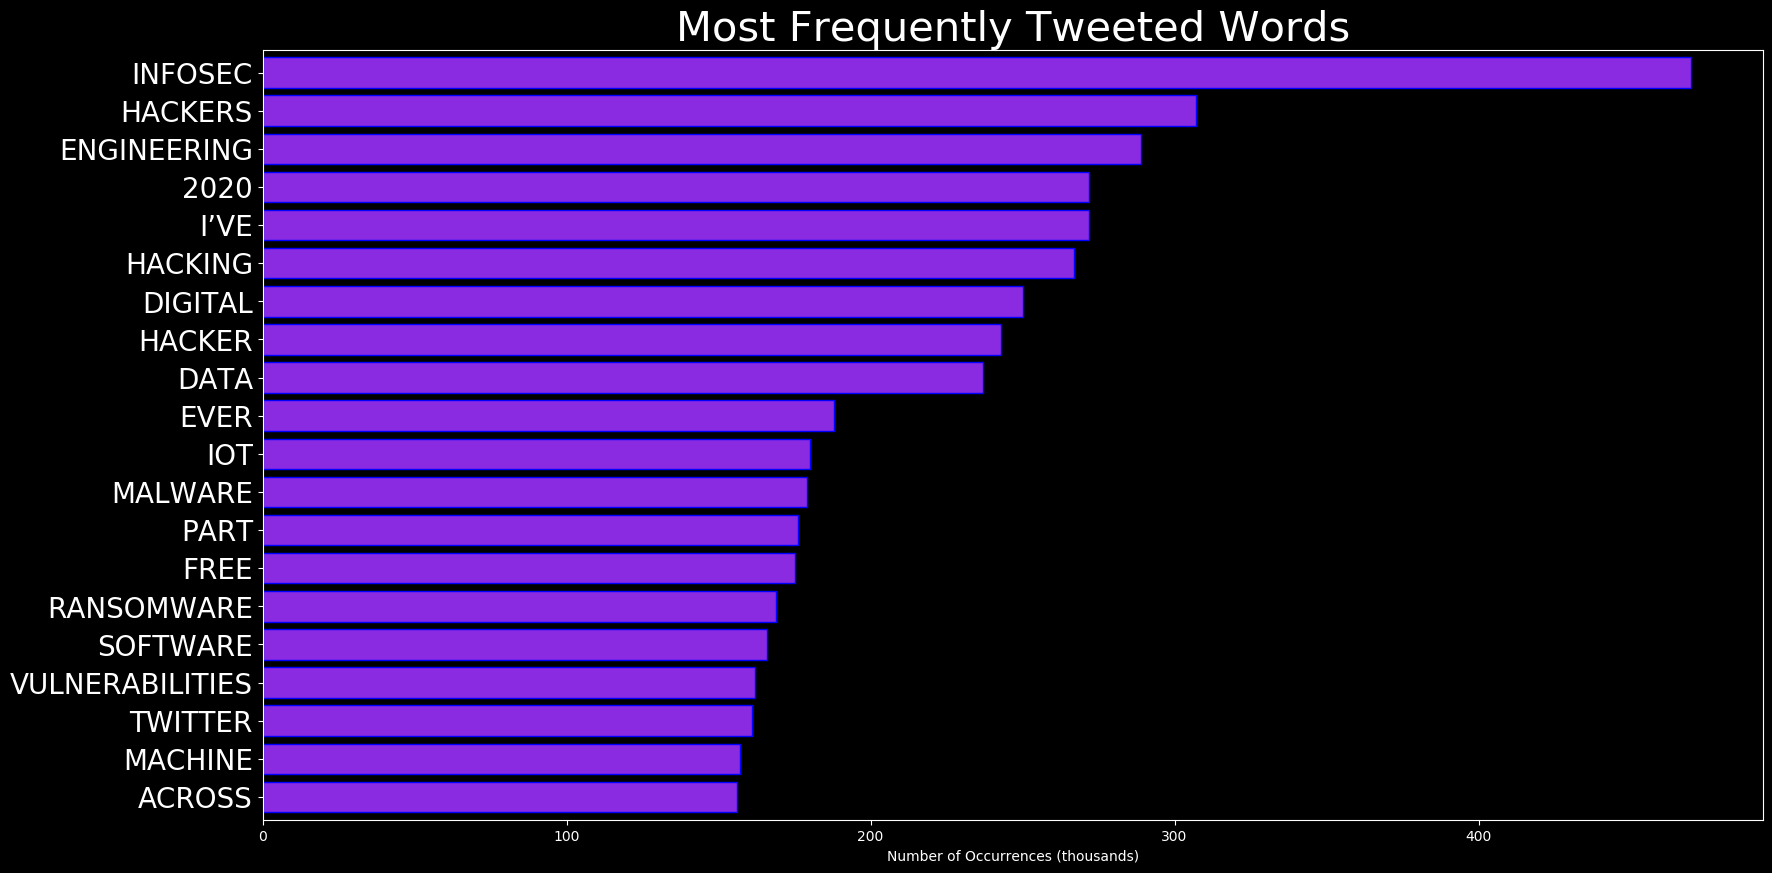 Most Frequently Tweeted Words
INFOSEC
HACKERS
ENGINEERING
2020
I’VE
HACKING
DIGITAL
HACKER
DATA
EVER
IOT
MALWARE
PART
FREE
RANSOMWARE
SOFTWARE
VULNERABILITIES
TWITTER
MACHINE
ACROSS
0 100 200 300 400
Number of Occurrences (thousands)